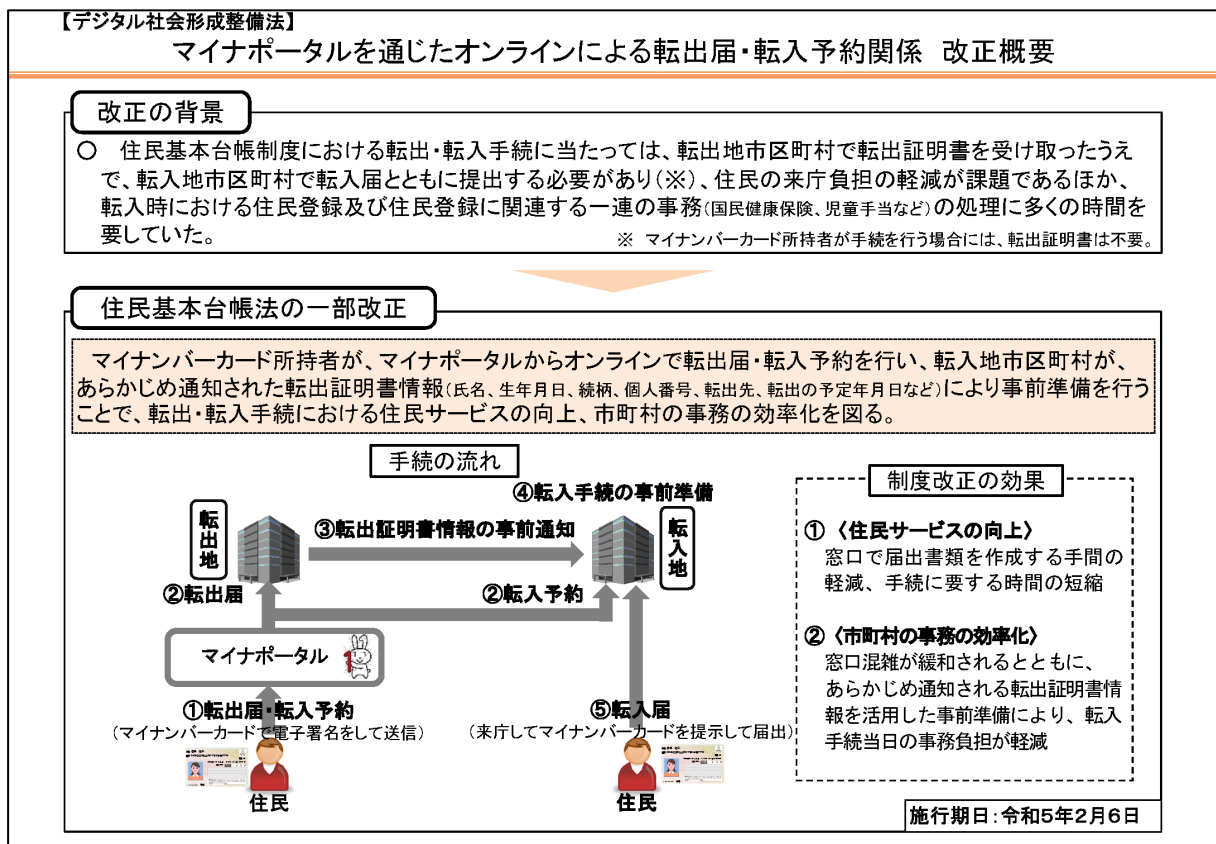 【デジタル社会形成整備法】
マイナポータルを通じたオンラインによる転出届・転入予約関係 改正概要
改正の背景
○ 住民基本台帳制度における転出・転入手続に当たっては、転出地市区町村で転出証明書を受け取ったうえ
で、転入地市区町村で転入届とともに提出する必要があり(※)、住民の来庁負担の軽減が課題であるほか、
転入時における住民登録及び住民登録に関連する一連の事務(国民健康保険、児童手当など)の処理に多くの時間を
要していた。
※ マイナンバーカード所持者が手続を行う場合には、転出証明書は不要。
住民基本台帳法の一部改正
マイナンバーカード所持者が、マイナポータルからオンラインで転出届・転入予約を行い、転入地市区町村が、
あらかじめ通知された転出証明書情報(氏名、生年月日、続柄、個人番号、転出先、転出の予定年月日など)により事前準備を行う
ことで、転出・転入手続における住民サービスの向上、市町村の事務の効率化を図る。
手続の流れ
④転入手続の事前準備
転出地
③転出証明書情報の事前通知
転入地
②転出届
②転入予約
マイナポータル
①転出届・転入予約
(マイナンバーカードで電子署名をして送信)
住民
⑤転入届
(来庁してマイナンバーカードを提示して届出)
住民
制度改正の効果
① 〈住民サービスの向上〉
窓口で届出書類を作成する手間の
軽減、手続に要する時間の短縮
② 〈市町村の事務の効率化〉
窓口混雑が緩和されるとともに、
あらかじめ通知される転出証明書情
報を活用した事前準備により、転入
手続当日の事務負担が軽減
施行期日:令和5年2月6日